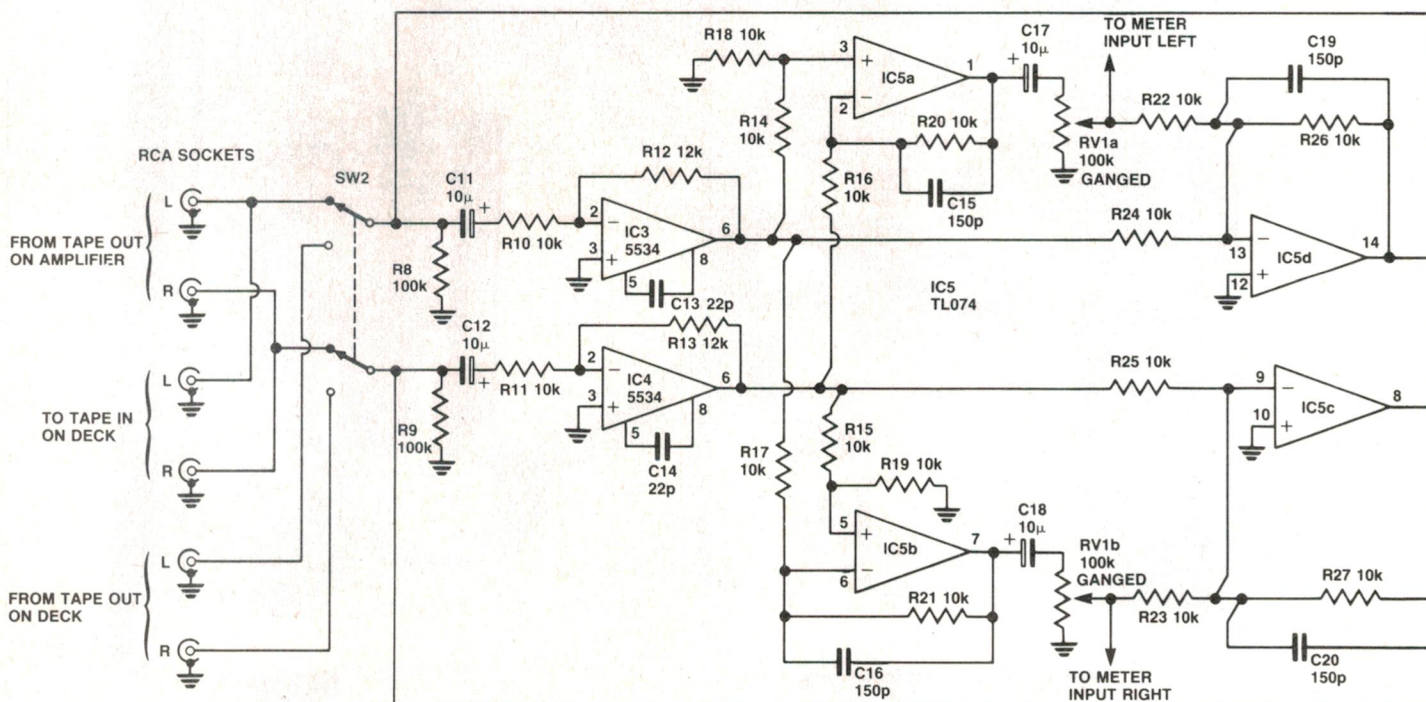 RCA SOCKETS
FROM TAPE OUT
ON AMPLIFIER
L
R
TO TAPE IN
ON DECK
L
R
FROM TAPE OUT
ON DECK
L
R
SW2
R8
100k
R9
100k
C11
10µ
+
R10 10k
R12 12k
2
−
3
+
IC3
5534
6
5
8
C13 22p
C12
10µ
+
R11 10k
R13 12k
2
−
3
+
IC4
5534
6
5
8
C14
22p
R18 10k
R14
10k
3
+
2
−
IC5a
1
R20 10k
C15
150p
R16
10k
C17
10µ
+
RV1a
100k
GANGED
TO METER
INPUT LEFT
R22 10k
C19
150p
R26 10k
R24 10k
13
−
12
+
IC5d
14
IC5
TL074
R25 10k
9
−
10
+
IC5c
8
R17
10k
R15
10k
R19 10k
5
+
6
−
IC5b
7
R21 10k
C16
150p
C18
10µ
+
RV1b
100k
GANGED
R23 10k
TO METER
INPUT RIGHT
R27 10k
C20
150p